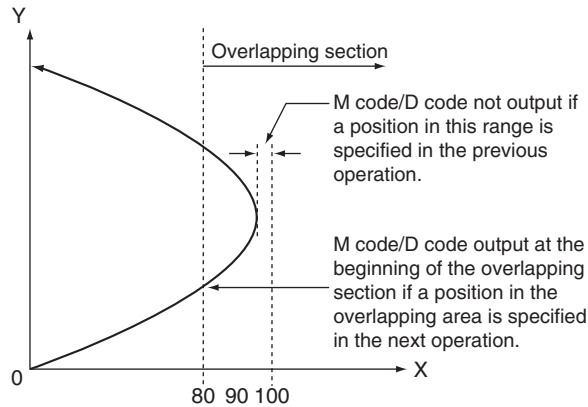 Y
Overlapping section
M code/D code not output if
a position in this range is
specified in the previous
operation.
M code/D code output at the
beginning of the overlapping
section if a position in the
overlapping area is specified
in the next operation.
0
X
80 90 100